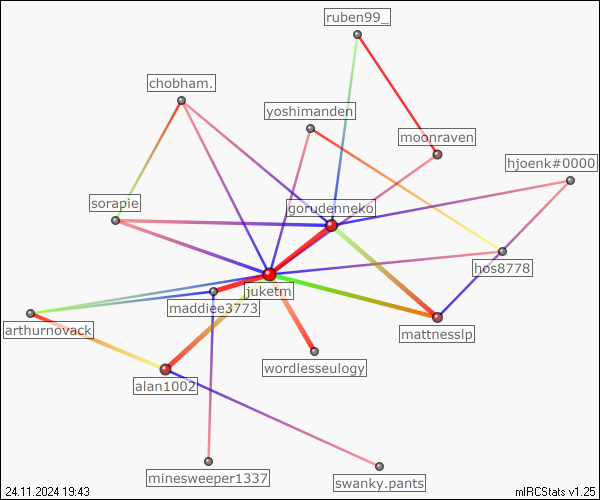 ruben99_
chobham.
yoshimanden
moonraven
hjoenk#0000
sorapie
gorudenneko
hos8778
juketm
maddiee3773
arthurnovack
mattnesslp
wordlesseulogy
alan1002
minesweeper1337
swanky.pants
24.11.2024 19:43
mIRCStats v1.25